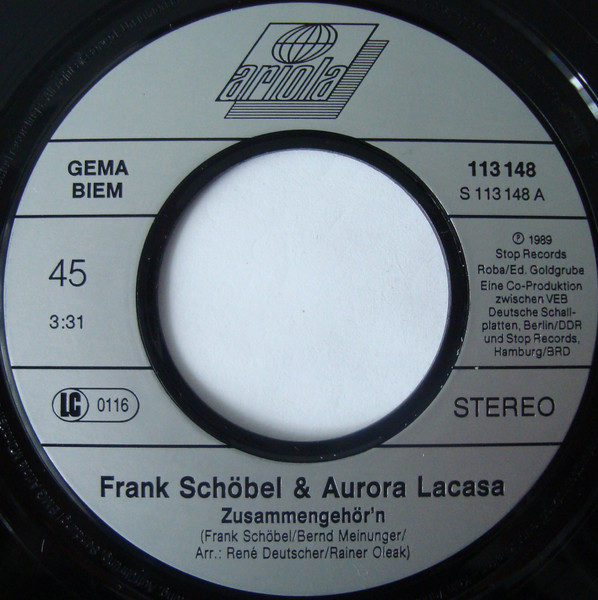 ariola
GEMA
BIEM
113 148
S 113 148 A
45
3:31
℗ 1989
Stop Records
Roba/Ed. Goldgrube
Eine Co-Produktion
zwischen VEB
Deutsche Schall-
platten, Berlin/DDR
und Stop Records,
Hamburg/BRD
LC 0116
STEREO
Frank Schöbel & Aurora Lacasa
Zusammengehör'n
(Frank Schöbel/Bernd Meinunger/
Arr.: René Deutscher/Rainer Oleak)